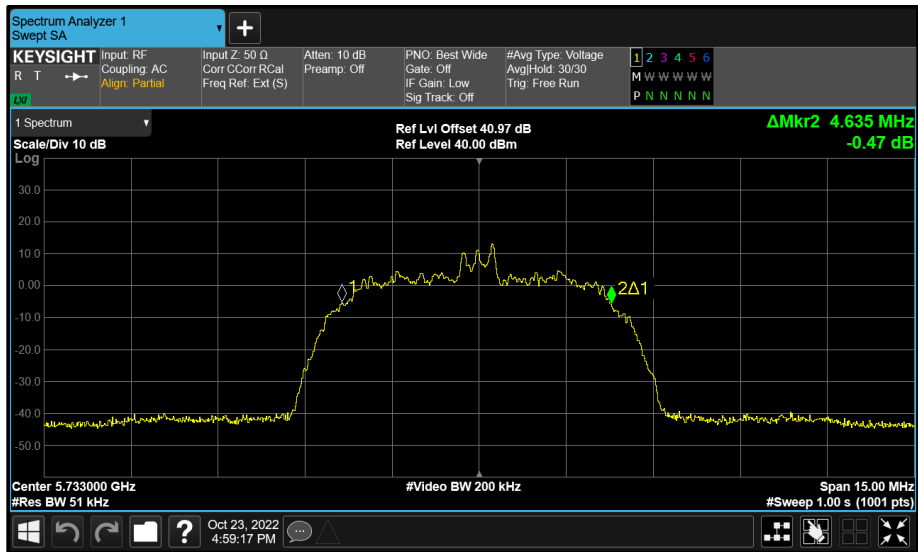 Spectrum Analyzer 1
Swept SA
+
KEYSIGHT
R T
LXI
Input: RF
Coupling: AC
Align: Partial
Input Z: 50 Ω
Corr CCorr RCal
Freq Ref: Ext (S)
Atten: 10 dB
Preamp: Off
PNO: Best Wide
Gate: Off
IF Gain: Low
Sig Track: Off
#Avg Type: Voltage
Avg|Hold: 30/30
Trig: Free Run
1 2 3 4 5 6
M W W W W W
P N N N N N
1 Spectrum
Scale/Div 10 dB
Log
Ref Lvl Offset 40.97 dB
Ref Level 40.00 dBm
ΔMkr2 4.635 MHz
-0.47 dB
30.0
20.0
10.0
0.00
-10.0
-20.0
-30.0
-40.0
-50.0
1
2Δ1
Center 5.733000 GHz
#Res BW 51 kHz
#Video BW 200 kHz
Span 15.00 MHz
#Sweep 1.00 s (1001 pts)
?
Oct 23, 2022
4:59:17 PM